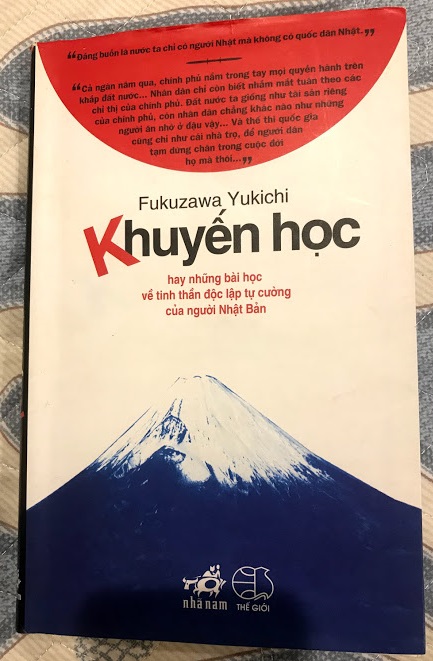 “Đáng buồn là nước ta chỉ có người Nhật mà không có quốc dân Nhật.”
“Cả ngàn năm qua, chính phủ nắm trong tay mọi quyền hành trên
khắp đất nước... Nhân dân chỉ còn biết nhắm mắt tuân theo các
chỉ thị của chính phủ. Đất nước ta giống như tài sản riêng
của chính phủ, còn nhân dân chẳng khác nào như những
người ăn nhờ ở đậu vậy... Và thế thì quốc gia
cũng chỉ như cái nhà trọ, để người dân
tạm dừng chân trong cuộc đời
họ mà thôi...”
Fukuzawa Yukichi
Khuyến học
hay những bài học
về tinh thần độc lập tự cường
của người Nhật Bản
nhã nam
THẾ GIỚI